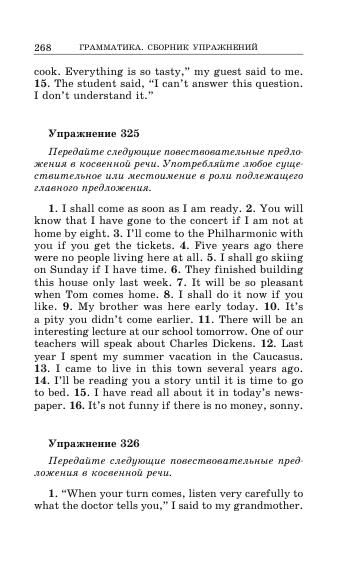 268 ГРАММАТИКА. СБОРНИК УПРАЖНЕНИЙ
cook. Everything is so tasty,” my guest said to me.
15. The student said, “I can’t answer this question.
I don’t understand it.”
Упражнение 325
Передайте следующие повествовательные предло-
жения в косвенной речи. Употребляйте любое суще-
ствительное или местоимение в роли подлежащего
главного предложения.
1. I shall come as soon as I am ready. 2. You will
know that I have gone to the concert if I am not at
home by eight. 3. I’ll come to the Philharmonic with
you if you get the tickets. 4. Five years ago there
were no people living here at all. 5. I shall go skiing
on Sunday if I have time. 6. They finished building
this house only last week. 7. It will be so pleasant
when Tom comes home. 8. I shall do it now if you
like. 9. My brother was here early today. 10. It’s
a pity you didn’t come earlier. 11. There will be an
interesting lecture at our school tomorrow. One of our
teachers will speak about Charles Dickens. 12. Last
year I spent my summer vacation in the Caucasus.
13. I came to live in this town several years ago.
14. I’ll be reading you a story until it is time to go
to bed. 15. I have read all about it in today’s news-
paper. 16. It’s not funny if there is no money, sonny.
Упражнение 326
Передайте следующие повествовательные пред-
ложения в косвенной речи.
1. “When your turn comes, listen very carefully to
what the doctor tells you,” I said to my grandmother.